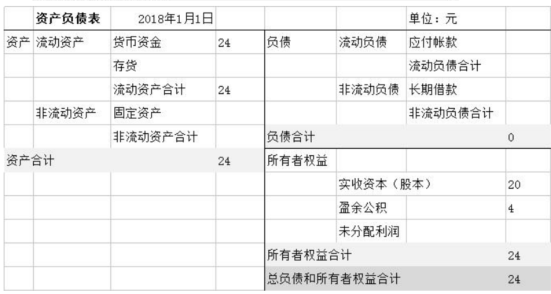 资产负债表 2018年1月1日 单位：元
资产 流动资产 货币资金 24 负债 流动负债 应付帐款
存货 流动负债合计
流动资产合计 24 非流动负债 长期借款
非流动资产 固定资产 非流动负债合计
非流动资产合计 负债合计 0
资产合计 24 所有者权益
实收资本（股本） 20
盈余公积 4
未分配利润
所有者权益合计 24
总负债和所有者权益合计 24